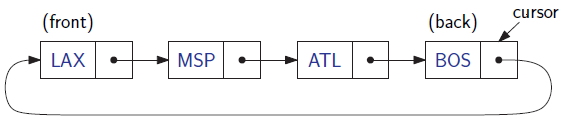 (front) (back) cursor
LAX MSP ATL BOS